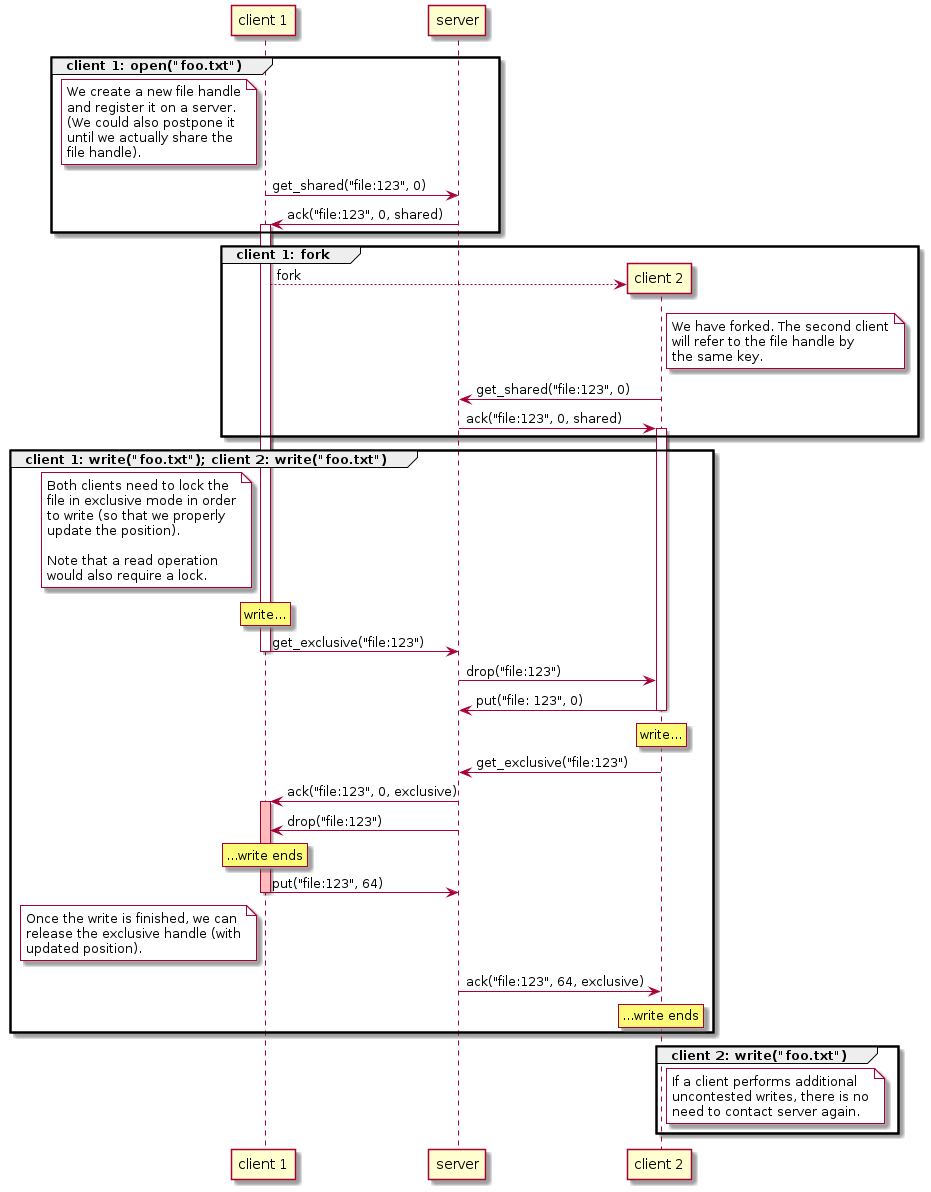 client 1
server
client 1: open("foo.txt")
We create a new file handle
and register it on a server.
(We could also postpone it
until we actually share the
file handle).
get_shared("file:123", 0)
ack("file:123", 0, shared)
client 1: fork
fork
client 2
We have forked. The second client
will refer to the file handle by
the same key.
get_shared("file:123", 0)
ack("file:123", 0, shared)
client 1: write("foo.txt"); client 2: write("foo.txt")
Both clients need to lock the
file in exclusive mode in order
to write (so that we properly
update the position).
Note that a read operation
would also require a lock.
write...
get_exclusive("file:123")
drop("file:123")
put("file: 123", 0)
write...
get_exclusive("file:123")
ack("file:123", 0, exclusive)
drop("file:123")
...write ends
put("file:123", 64)
Once the write is finished, we can
release the exclusive handle (with
updated position).
ack("file:123", 64, exclusive)
...write ends
client 2: write("foo.txt")
If a client performs additional
uncontested writes, there is no
need to contact server again.
client 1
server
client 2